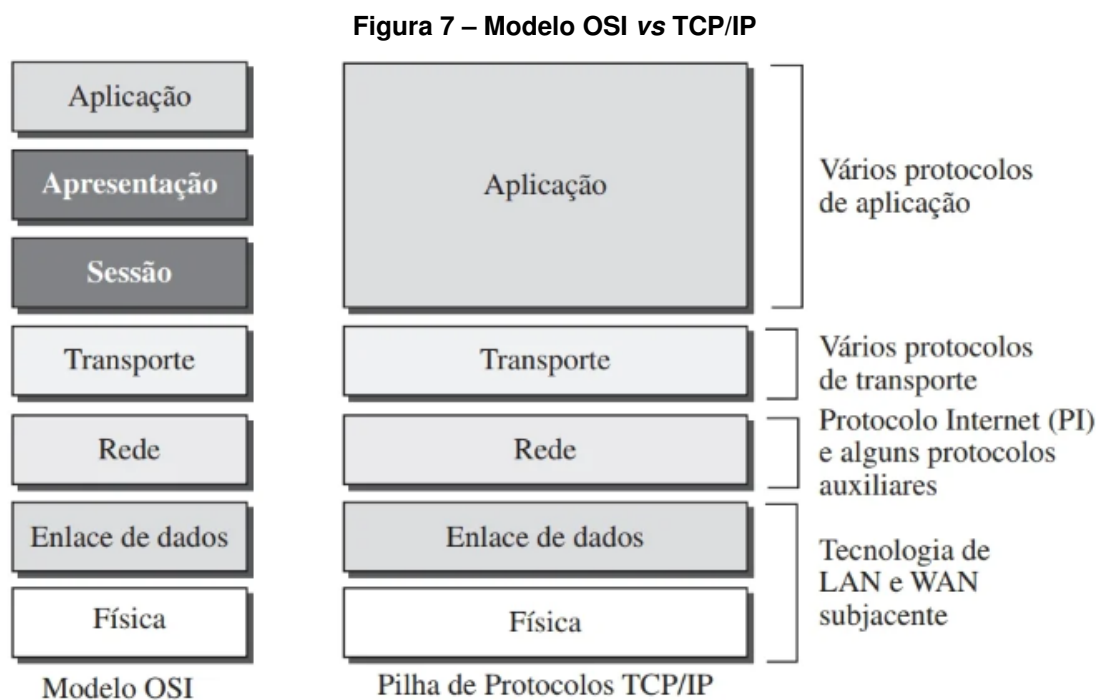 Figura 7 – Modelo OSI vs TCP/IP
Aplicação
Apresentação
Sessão
Transporte
Rede
Enlace de dados
Física
Modelo OSI
Aplicação
Transporte
Rede
Enlace de dados
Física
Pilha de Protocolos TCP/IP
Vários protocolos
de aplicação
Vários protocolos
de transporte
Protocolo Internet (PI)
e alguns protocolos
auxiliares
Tecnologia de
LAN e WAN
subjacente